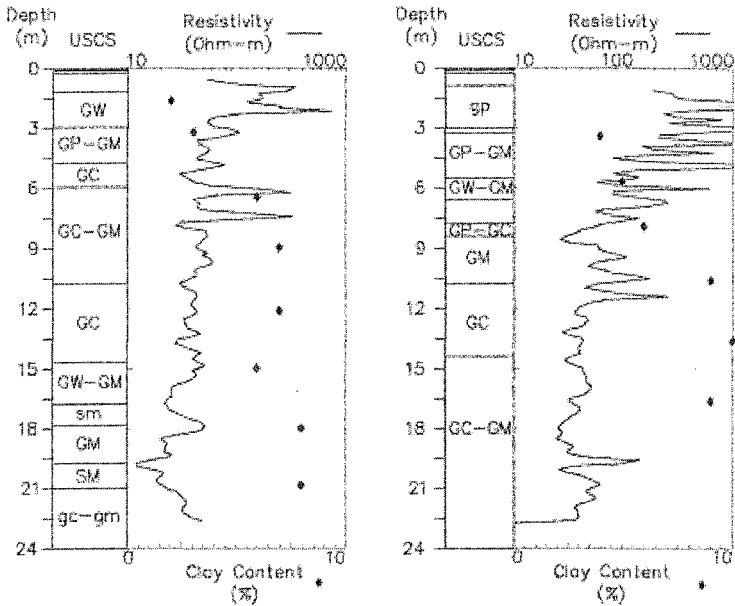 Depth (m)
USCS
Resistivity (Ohm-m)
10
1000
0
3
6
9
12
15
18
21
24
GW
GP-GM
GC
GC-GM
GC
GW-GM
sm
GM
SM
gc-gm
0
10
Clay Content (%)
Depth (m)
USCS
Resistivity (Ohm-m)
10
100
1000
0
3
6
9
12
15
18
21
24
SP
GP-GM
GW-GM
GP-GC
GM
GC
GC-GM
0
10
Clay Content (%)